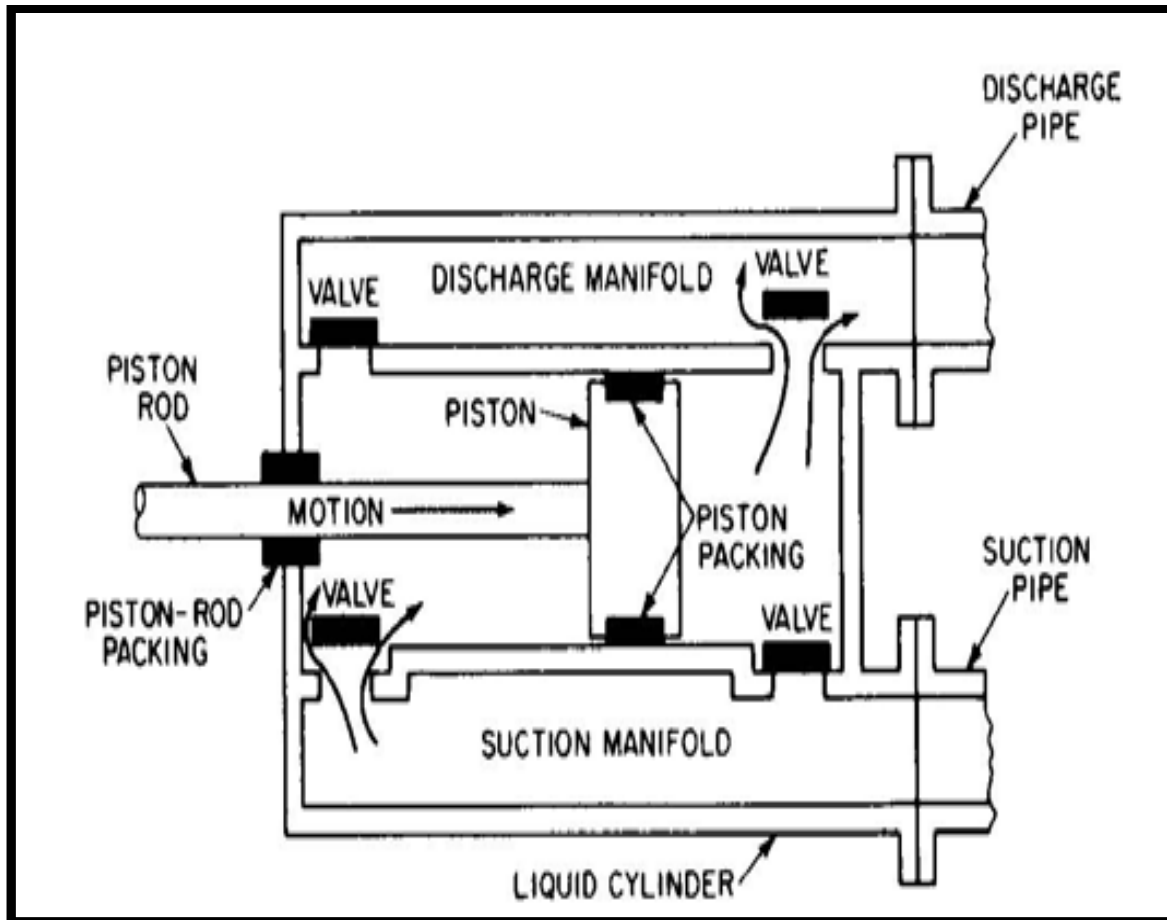 DISCHARGE
PIPE
VALVE
DISCHARGE MANIFOLD
VALVE
PISTON
ROD
PISTON
MOTION
PISTON
PACKING
SUCTION
PIPE
VALVE
PISTON-ROD
PACKING
VALVE
SUCTION MANIFOLD
LIQUID CYLINDER